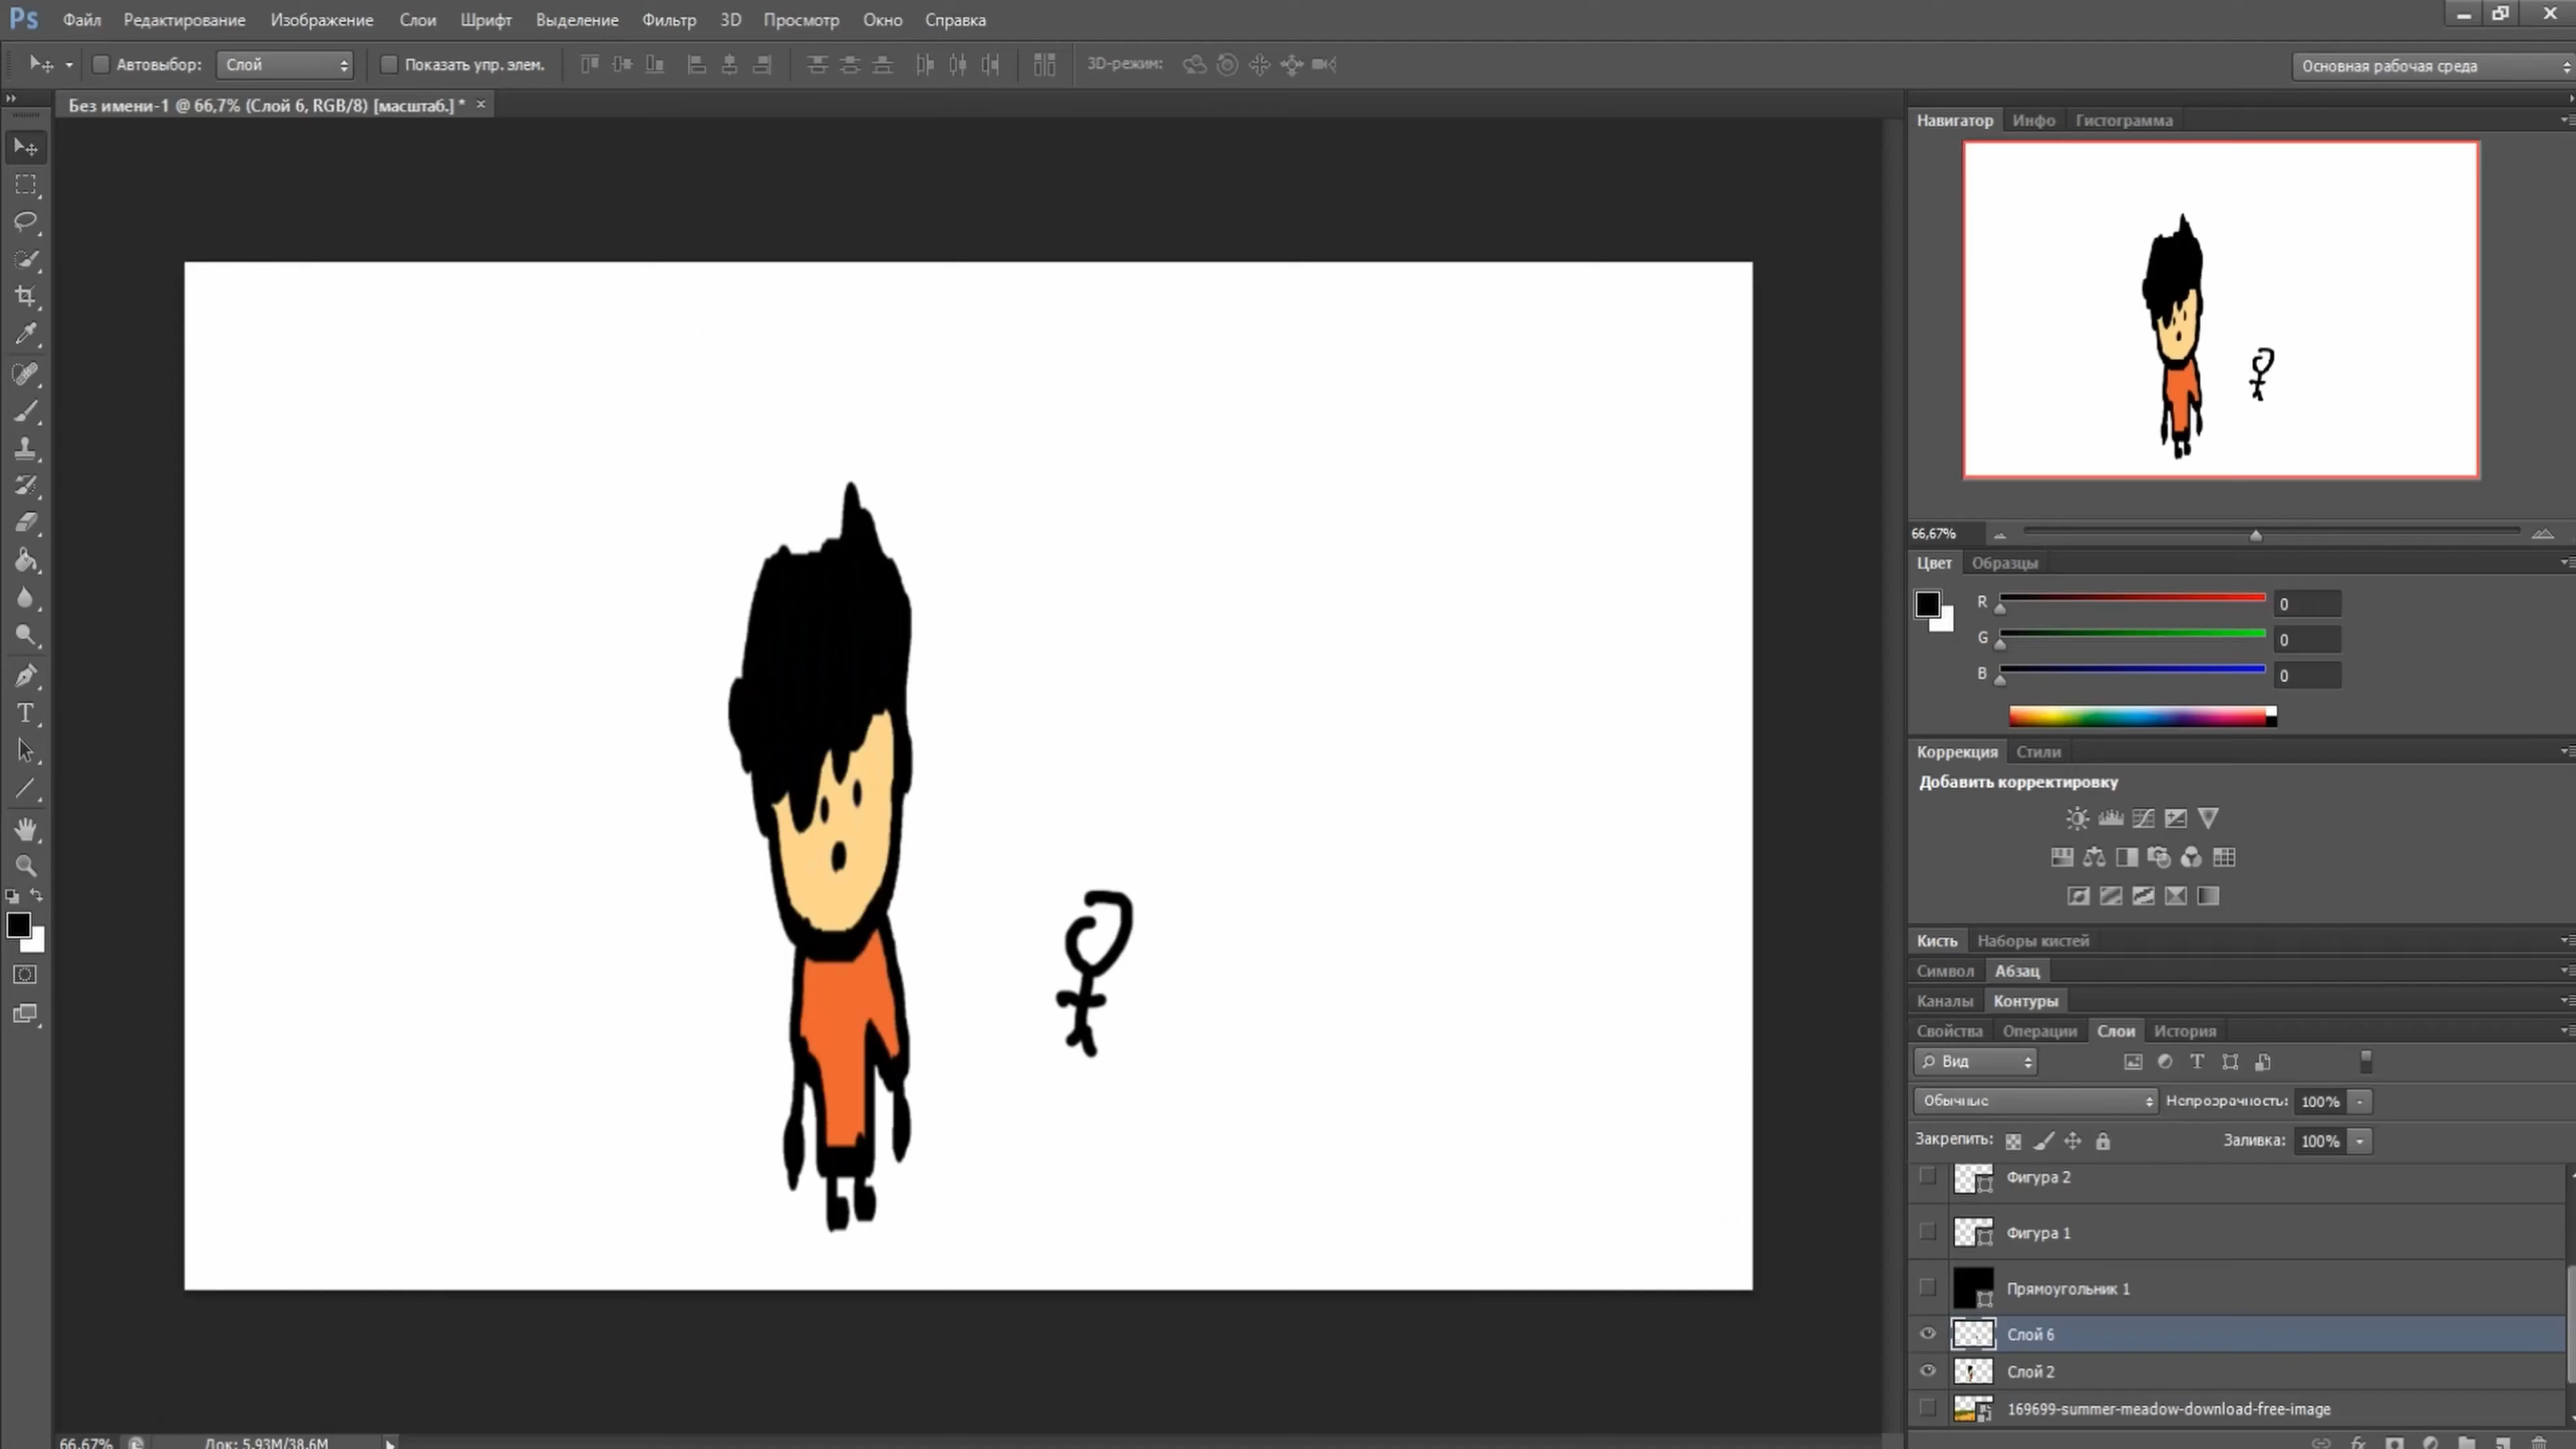 Ps Файл Редактирование Изображение Слои Шрифт Выделение Фильтр 3D Просмотр Окно Справка
Автовыбор: Слой Показать упр. элем. 3D-режим: Основная рабочая среда
Без имени-1 @ 66,7% (Слой 6, RGB/8) [масштаб.] * ×
Навигатор Инфо Гистограмма
66,67%
Цвет Образцы
R 0
G 0
B 0
Коррекция Стили
Добавить корректировку
Кисть Наборы кистей
Символ Абзац
Каналы Контуры
Свойства Операции Слои История
Вид
Обычные Непрозрачность: 100%
Закрепить: Заливка: 100%
Фигура 2
Фигура 1
Прямоугольник 1
Слой 6
Слой 2
169699-summer-meadow-download-free-image
66,67% Док: 5,93M/38,6M